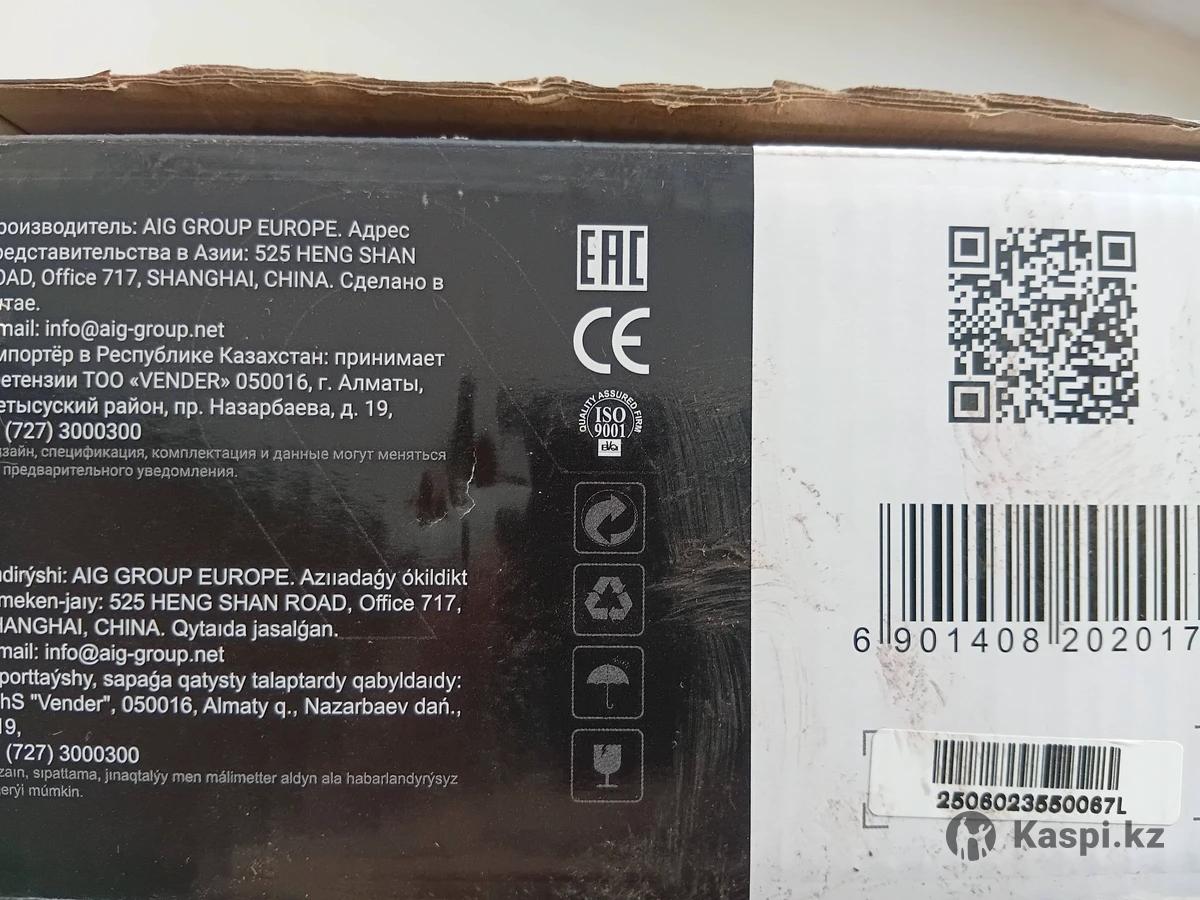 роизводитель: AIG GROUP EUROPE. Адрес
редставительства в Азии: 525 HENG SHAN
OAD, Office 717, SHANGHAI, CHINA. Сделано в
итае.
mail: info@aig-group.net
мпортёр в Республике Казахстан: принимает
ретензии ТОО «VENDER» 050016, г. Алматы,
етысуский район, пр. Назарбаева, д. 19,
(727) 3000300
изайн, спецификация, комплектация и данные могут меняться
предварительного уведомления.
ndirýshi: AIG GROUP EUROPE. Azııadaǵy ókildikt
meken-jaıy: 525 HENG SHAN ROAD, Office 717,
HANGHAI, CHINA. Qytaıda jasalǵan.
mail: info@aig-group.net
porttaýshy, sapaǵa qatysty talaptardy qabyldaıdy:
hS "Vender", 050016, Almaty q., Nazarbaev dań.,
19,
(727) 3000300
zaın, sıpattama, jınaqtalýy men málimetter aldyn ala habarlandyrýsyz
gerýi múmkin.
EAC
CE
QUALITY ASSURED FIRM
ISO
9001
6 901408 202017
2506023550067L
Kaspi.kz